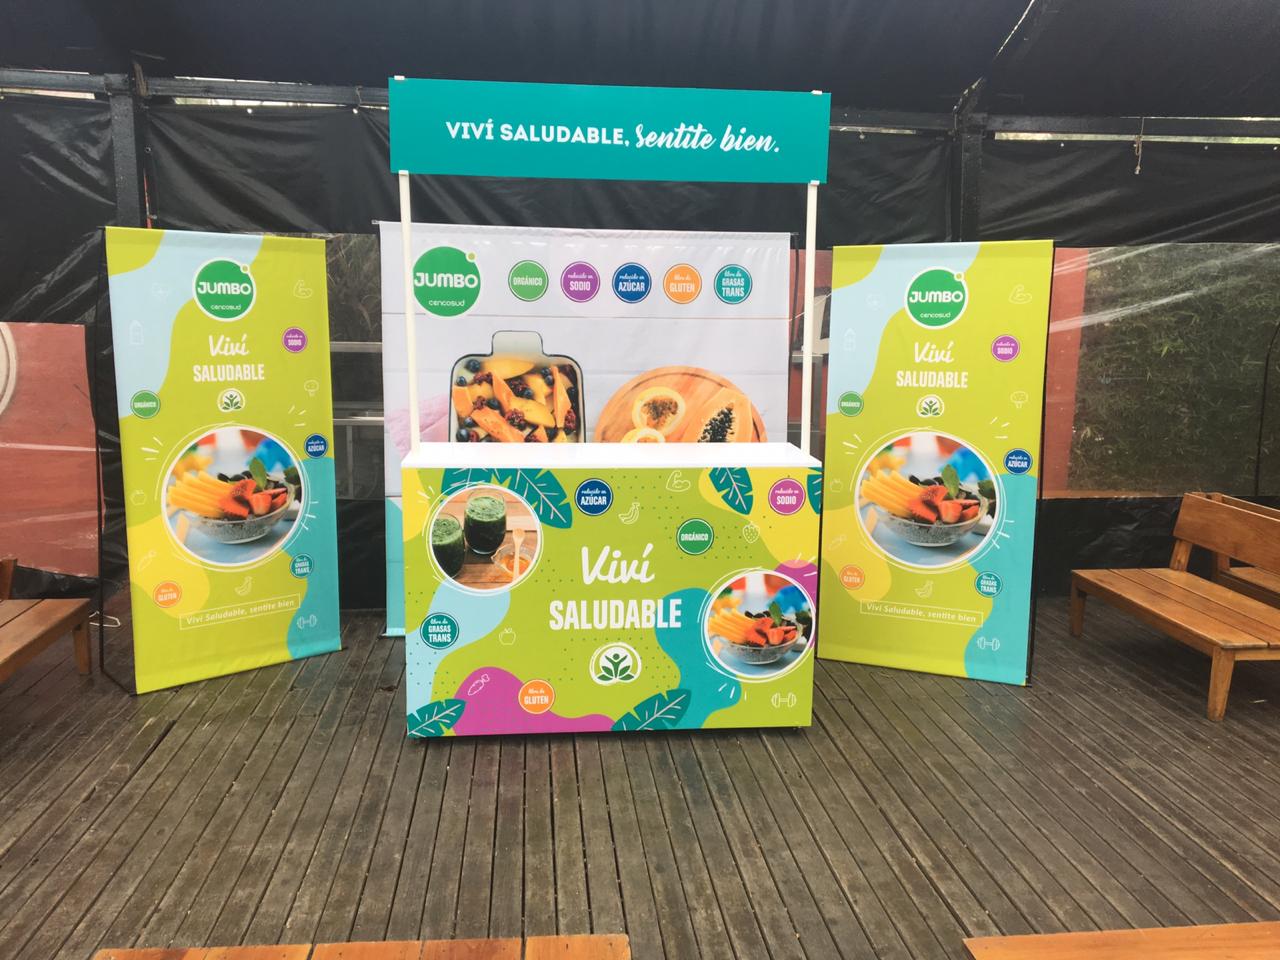 VIVÍ SALUDABLE, Sentite bien.
JUMBO
cencosud
ORGÁNICO
reducido en
SODIO
reducido en
AZÚCAR
libre de
GLUTEN
libre de
GRASAS
TRANS
JUMBO
cencosud
Viví
SALUDABLE
reducido en
SODIO
ORGÁNICO
reducido en
AZÚCAR
libre de
GRASAS
TRANS
libre de
GLUTEN
Viví Saludable, sentite bien
reducido en
AZÚCAR
reducido en
SODIO
ORGÁNICO
Viví
SALUDABLE
libre de
GRASAS
TRANS
libre de
GLUTEN
JUMBO
cencosud
Viví
SALUDABLE
reducido en
SODIO
ORGÁNICO
reducido en
AZÚCAR
libre de
GLUTEN
libre de
GRASAS
TRANS
Viví Saludable, sentite bien